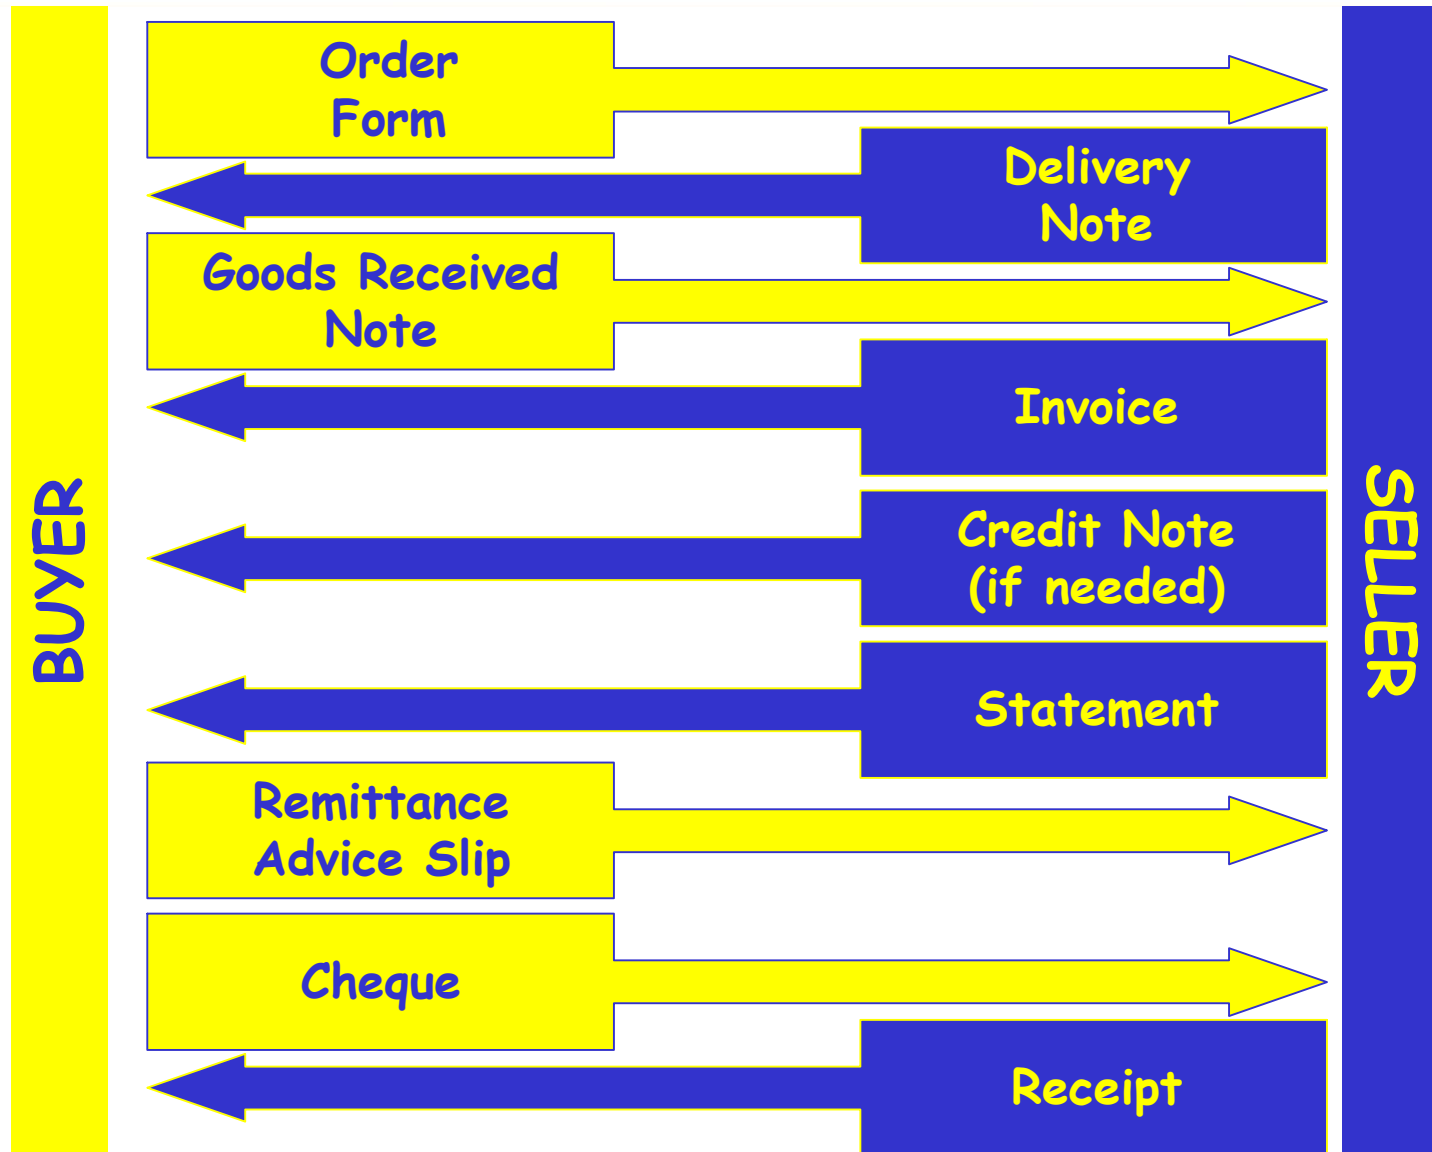 Order
Form
Delivery
Note
Goods Received
Note
Invoice
BUYER
SELLER
Credit Note
(if needed)
Statement
Remittance
Advice Slip
Cheque
Receipt